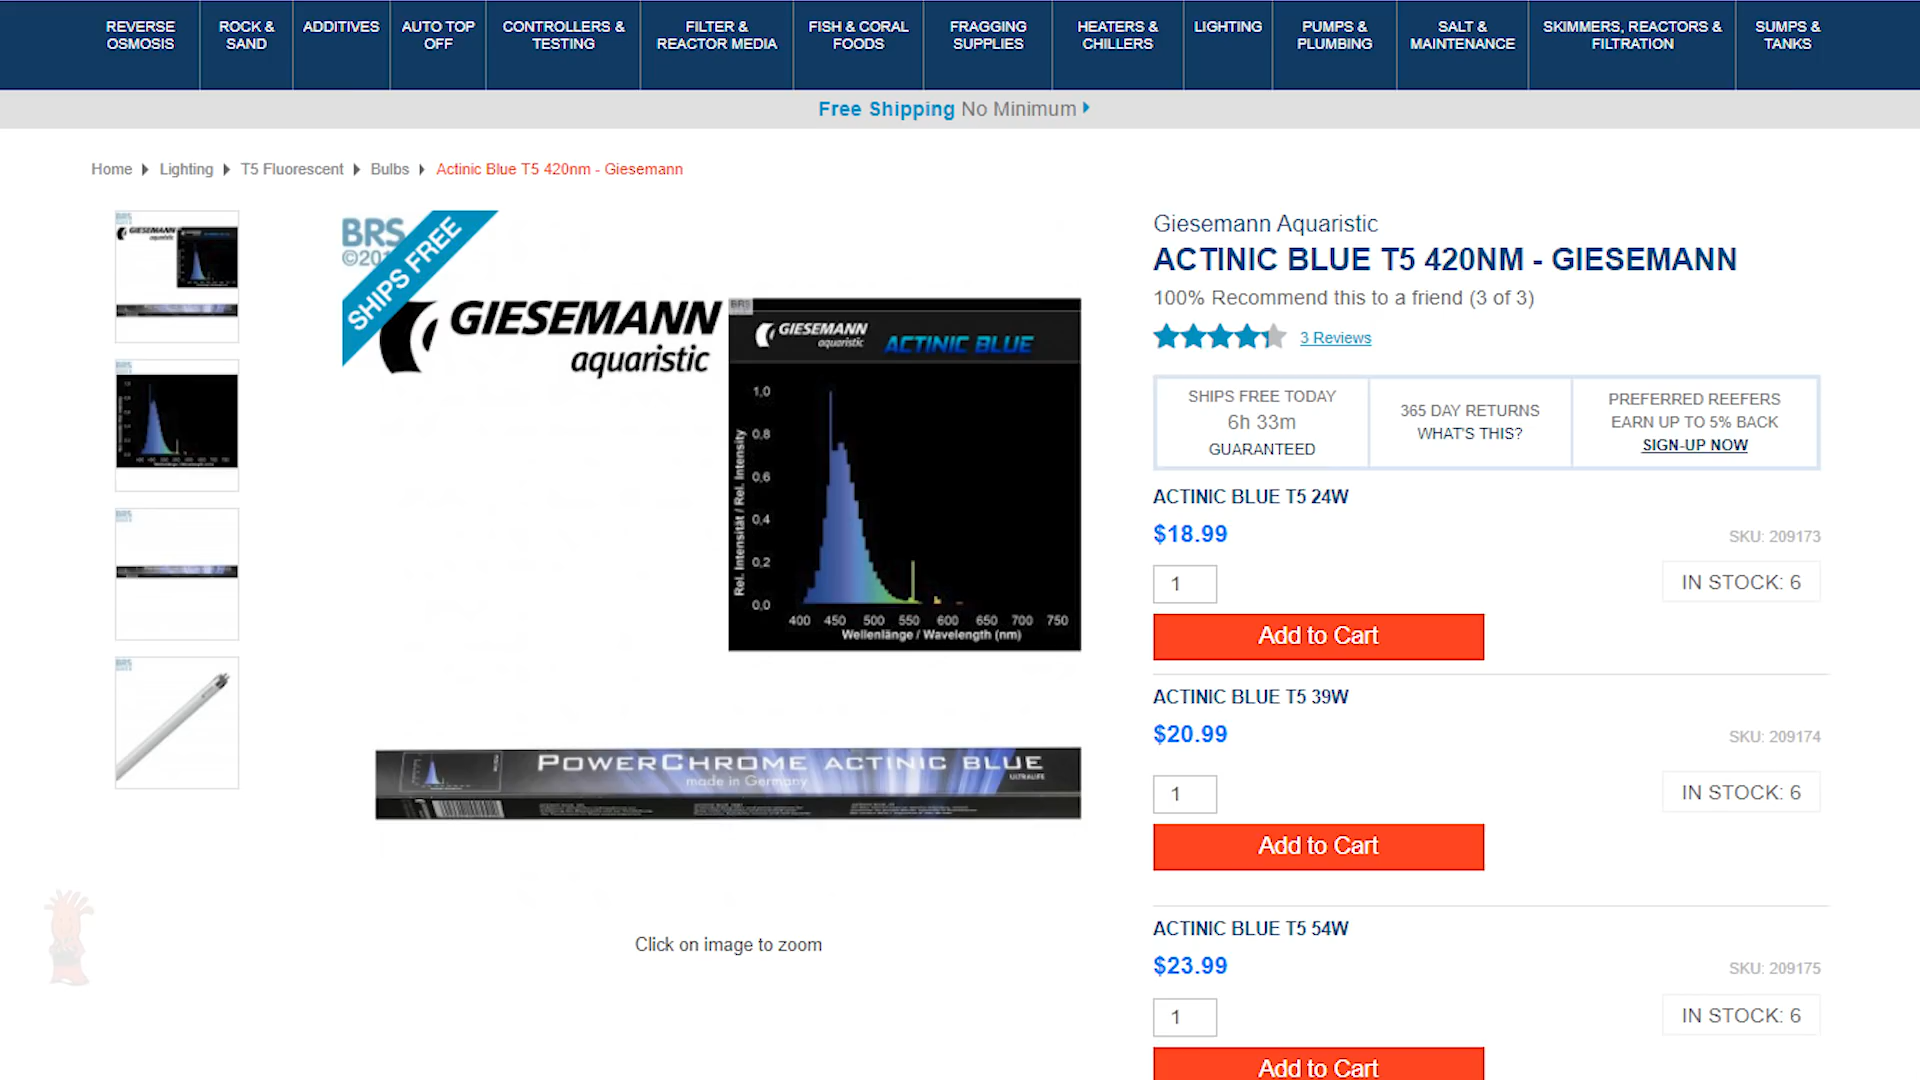 REVERSE
OSMOSIS
ROCK &
SAND
ADDITIVES
AUTO TOP
OFF
CONTROLLERS &
TESTING
FILTER &
REACTOR MEDIA
FISH & CORAL
FOODS
FRAGGING
SUPPLIES
HEATERS &
CHILLERS
LIGHTING
PUMPS &
PLUMBING
SALT &
MAINTENANCE
SKIMMERS, REACTORS &
FILTRATION
SUMPS &
TANKS
Free Shipping No Minimum
Home Lighting T5 Fluorescent Bulbs Actinic Blue T5 420nm - Giesemann
BRS
SHIPS FREE
GIESEMANN
aquaristic
BRS
GIESEMANN
aquaristic
ACTINIC BLUE
Rel. Intensität / Rel. Intensity
1,0
0,8
0,6
0,4
0,2
0,0
400 450 500 550 600 650 700 750
Wellenlänge / Wavelength (nm)
POWERCHROME ACTINIC BLUE
made in Germany
ULTRALIFE
Click on image to zoom
Giesemann Aquaristic
ACTINIC BLUE T5 420NM - GIESEMANN
100% Recommend this to a friend (3 of 3)
3 Reviews
SHIPS FREE TODAY
6h 33m
GUARANTEED
365 DAY RETURNS
WHAT'S THIS?
PREFERRED REEFERS
EARN UP TO 5% BACK
SIGN-UP NOW
ACTINIC BLUE T5 24W
$18.99
SKU: 209173
1
IN STOCK: 6
Add to Cart
ACTINIC BLUE T5 39W
$20.99
SKU: 209174
1
IN STOCK: 6
Add to Cart
ACTINIC BLUE T5 54W
$23.99
SKU: 209175
1
IN STOCK: 6
Add to Cart